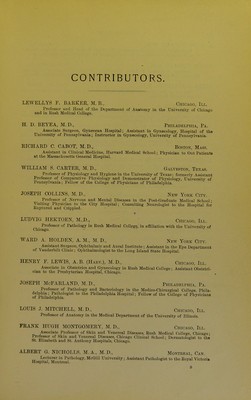 CONTRIBUTORS.
LEWELLYS F. BARKER, M. B., Chicago, Ill.
Professor and Head of the Department of Anatomy in the University of Chicago
and in Rush Medical College.
H. D. BEYEA, M.D., Philadelphia, Pa.
Associate Surgeon, Gynecean Hospital; Assistant in Gynecology, Hospital of the
University of Pennsylvania; Instructor in Gynecology, University of Pennsylvania.
RICHARD C. CABOT, M.D., Boston, Mass.
Assistant in Clinical Medicine, Harvard Medical School; Physician to Out-Patients
at the Massachusetts General Hospital.
WILLIAM S. CARTER, M.D., Galveston, Texas.
Professor of Physiology and Hygiene in the University of Texas; formerly Assistant
Professor of Comparative Physiology and Demonstrator of Physiology, University of
Pennsylvania; Fellow of the College of Physicians of Philadelphia.
JOSEPH COLLINS, M.D., New York City.
Professor of Nervous and Mental Diseases in the Post-Graduate Medical School;
Visiting Physician to the City Hospital; Consulting Neurologist to the Hospital for
Ruptured and Crippled.
LUDVIG HEKTOEN, M.D., Chicago, Ill.
Professor of Pathology in Rush Medical College, in affiliation with the University of
Chicago.
WARD A. HOLDEN, A.M., M.D., New York City.
Assistant Surgeon, Ophthalmic and Aural Institute; Assistant in the Eye Department
of Vanderbilt Clinic; Ophthalmologist to the Long Island State Hospital.
HENRY F. LEWIS, A.B. (Harv.), M.D., Chicago, Ill.
Associate in Obstetrics and Gynecology in Rush Medical College; Assistant Obstetri-
cian to the Presbyterian Hospital, Chicago.
JOSEPH McFARLAND, M.D., Philadelphia, Pa.
Professor of Pathology and Bacteriology in the Medico-Chirurgical College, Phila-
delphia; Pathologist to the Philadelphia Hospital; Fellow of the College of Physicians
of Philadelphia.
LOUIS J. MITCHELL, M.D., Chicago, Ill.
Professor of Anatomy in the Medical Department of the University of Illinois.
FRANK HUGH MONTGOMERY, M.D., Chicago, Ill.
Associate Professor of Skin and Venereal Diseases, Rush Medical College, Chicago;
Professor of Skin and Venereal Diseases, Chicago Clinical School; Dermatologist to the
St. Elizabeth and St. Anthony Hospitals, Chicago.
ALBERT G. NICHOLLS, M.A., M.D., Montreal, Can.
Lecturer in Pathology, McGill University; Assistant Pathologist to the Royal Victoria
Hospital, Montreal.